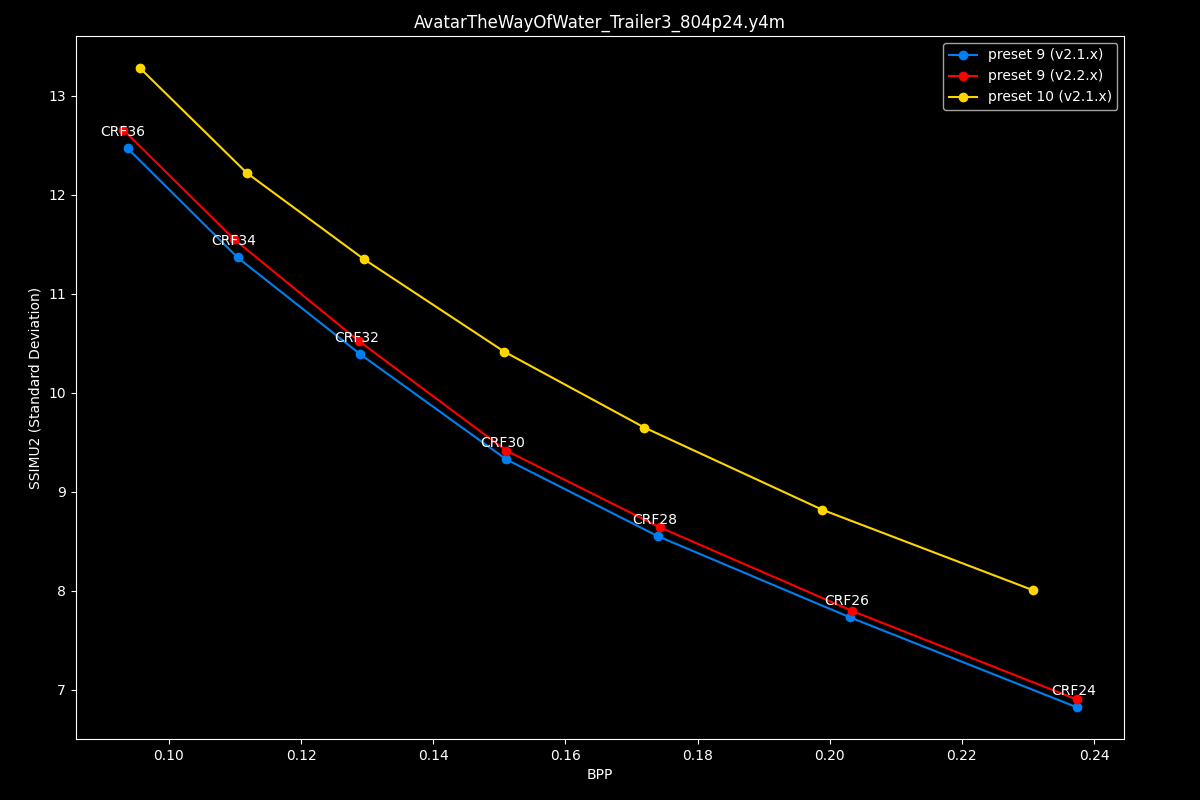 AvatarTheWayOfWater_Trailer3_804p24.y4m
preset 9 (v2.1.x)
preset 9 (v2.2.x)
preset 10 (v2.1.x)
CRF36
CRF34
CRF32
CRF30
CRF28
CRF26
CRF24
SSIMU2 (Standard Deviation)
13
12
11
10
9
8
7
0.10 0.12 0.14 0.16 0.18 0.20 0.22 0.24
BPP